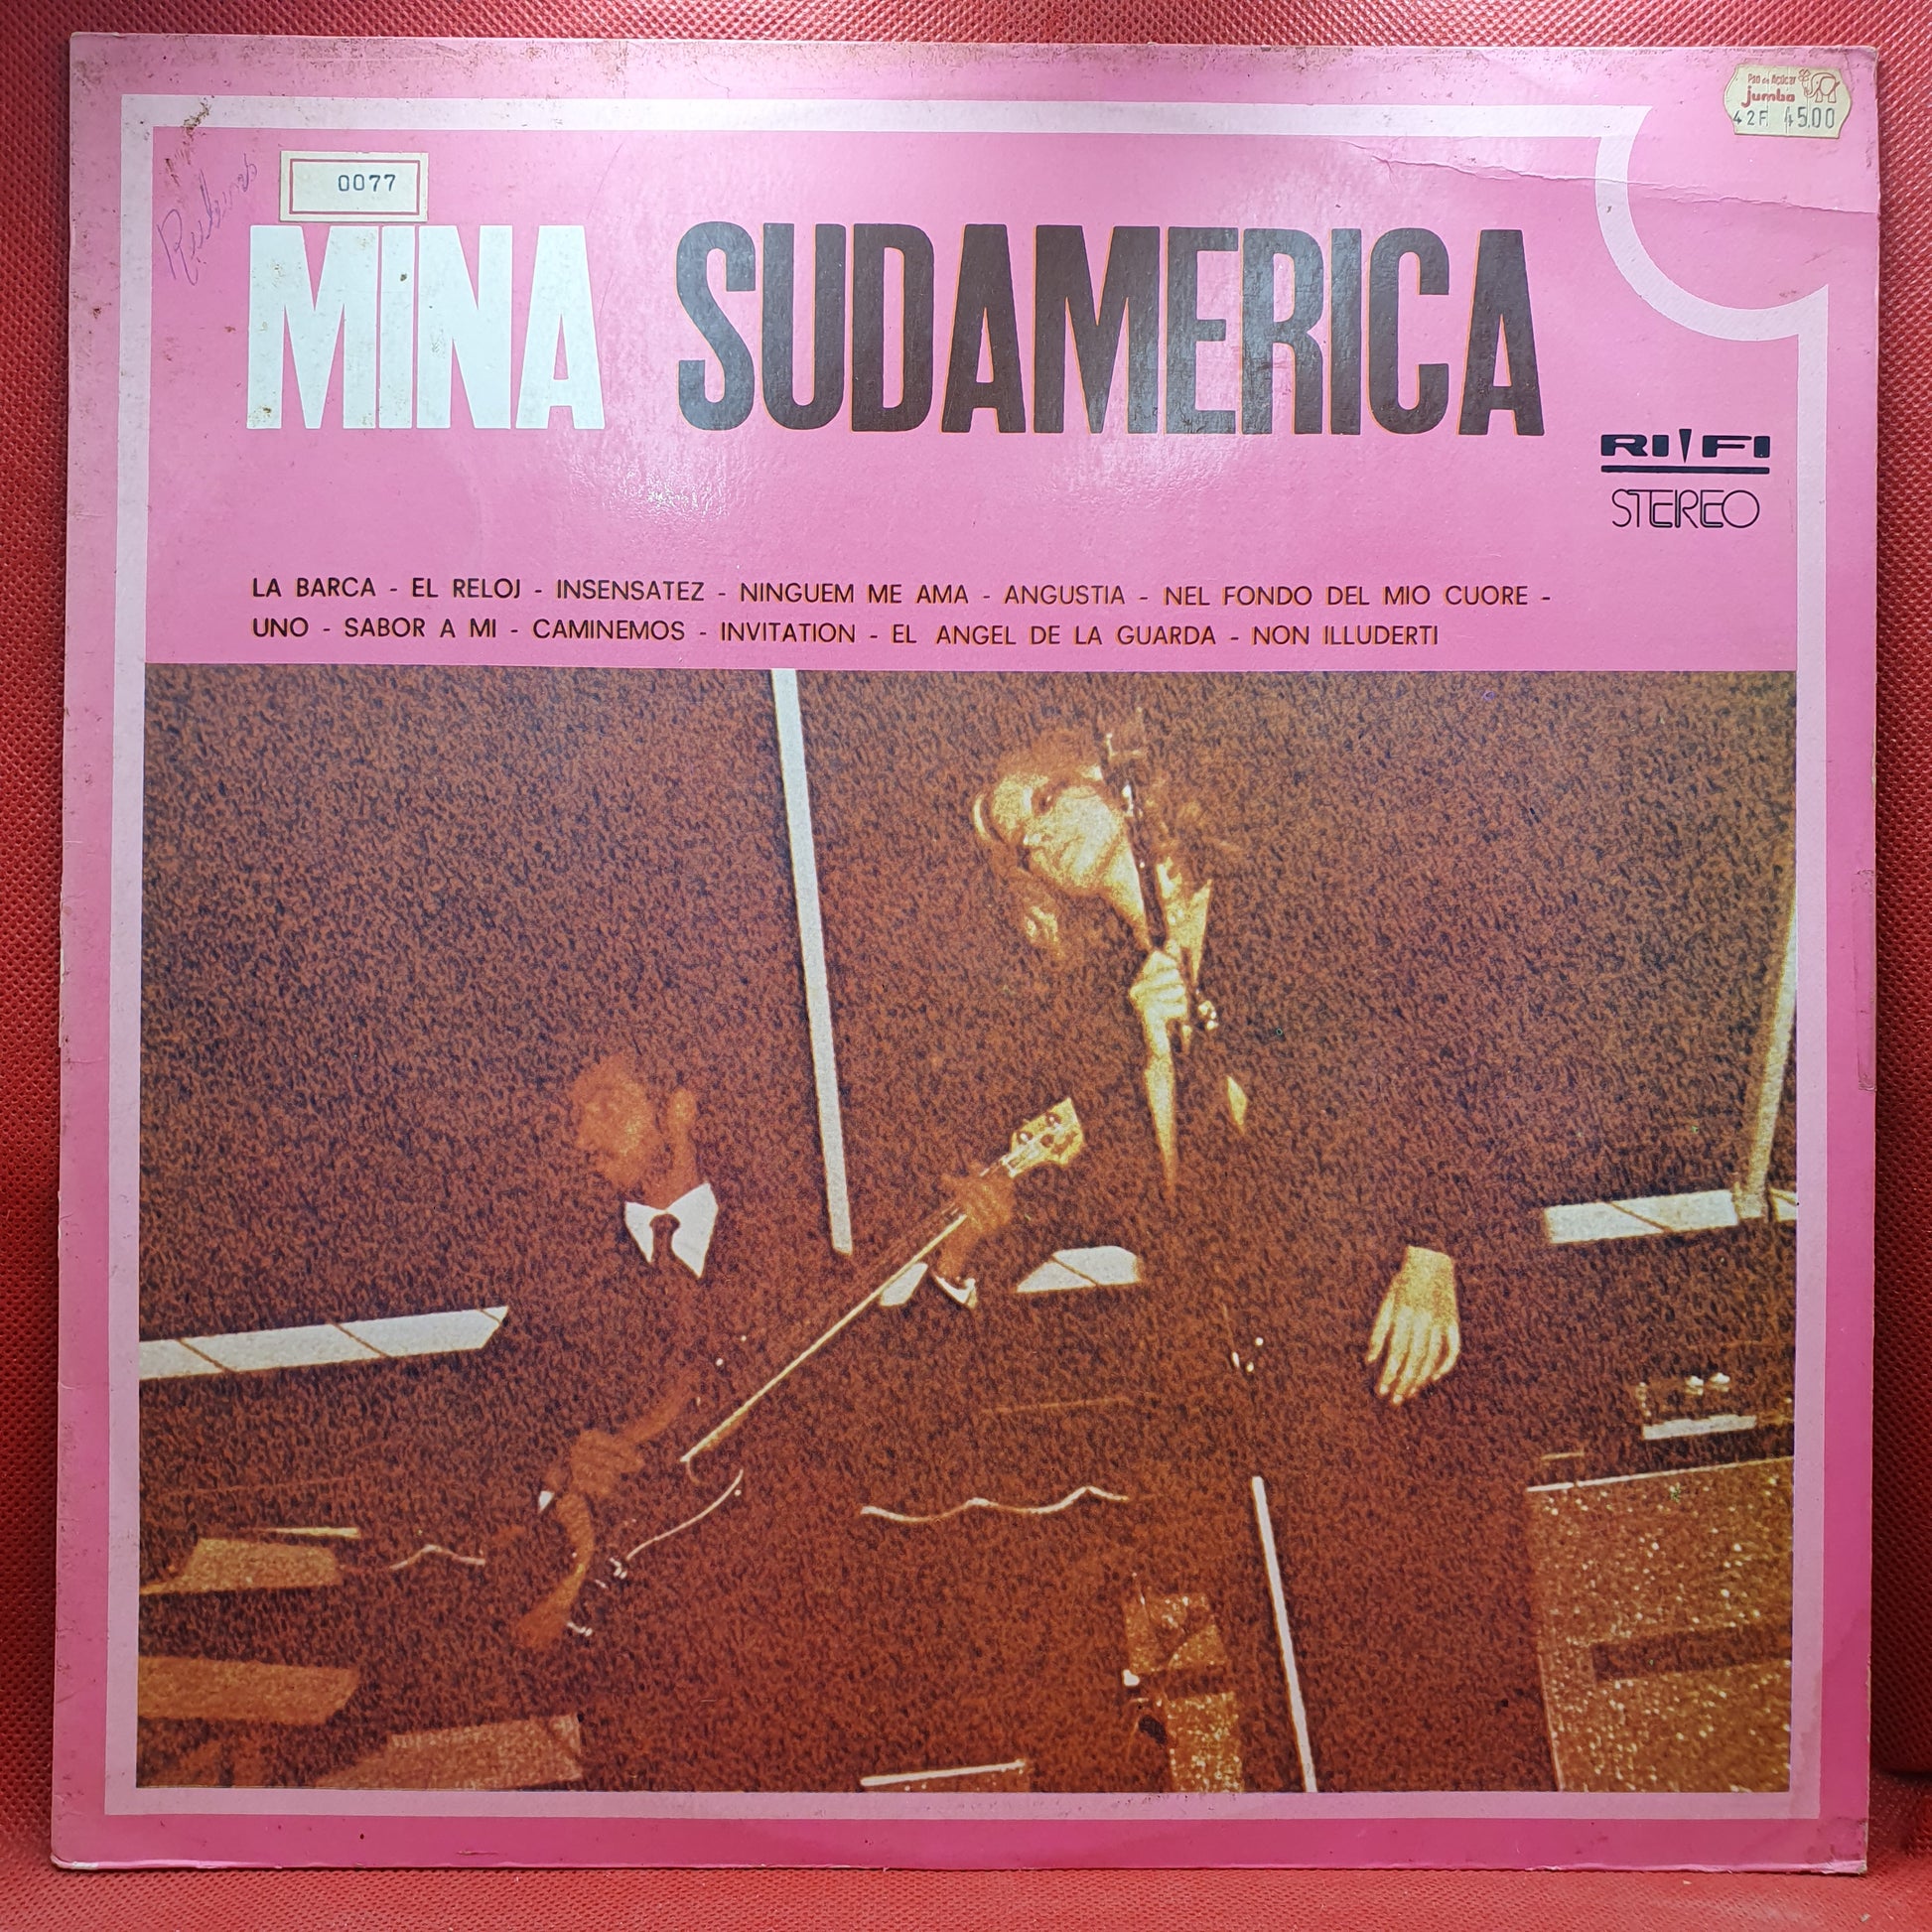 Pão de Açúcar
jumbo
42F 45,00
0077
MINA SUDAMERICA
RI/FI
STEREO
LA BARCA - EL RELOJ - INSENSATEZ - NINGUEM ME AMA - ANGUSTIA - NEL FONDO DEL MIO CUORE -
UNO - SABOR A MI - CAMINEMOS - INVITATION - EL ANGEL DE LA GUARDA - NON ILLUDERTI